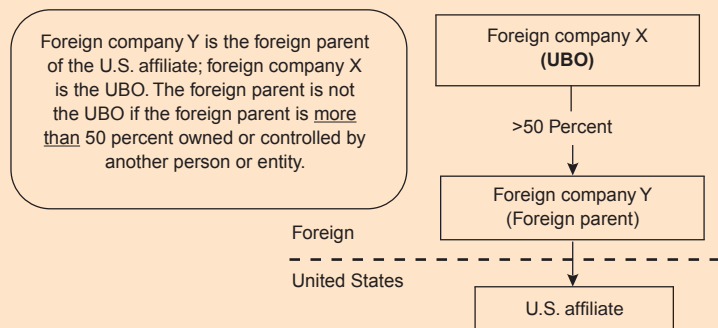 Foreign company Y is the foreign parent
of the U.S. affiliate; foreign company X
is the UBO. The foreign parent is not
the UBO if the foreign parent is more
than 50 percent owned or controlled by
another person or entity.
Foreign company X
(UBO)
>50 Percent
Foreign company Y
(Foreign parent)
Foreign
United States
U.S. affiliate